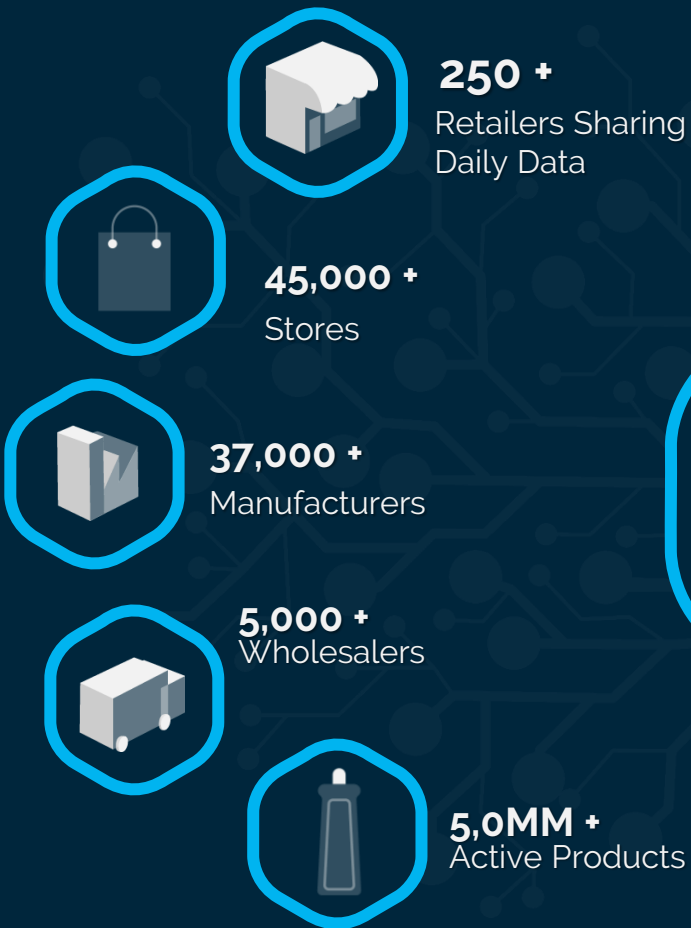 250 +
Retailers Sharing
Daily Data
45,000 +
Stores
37,000 +
Manufacturers
5,000 +
Wholesalers
5,0MM +
Active Products